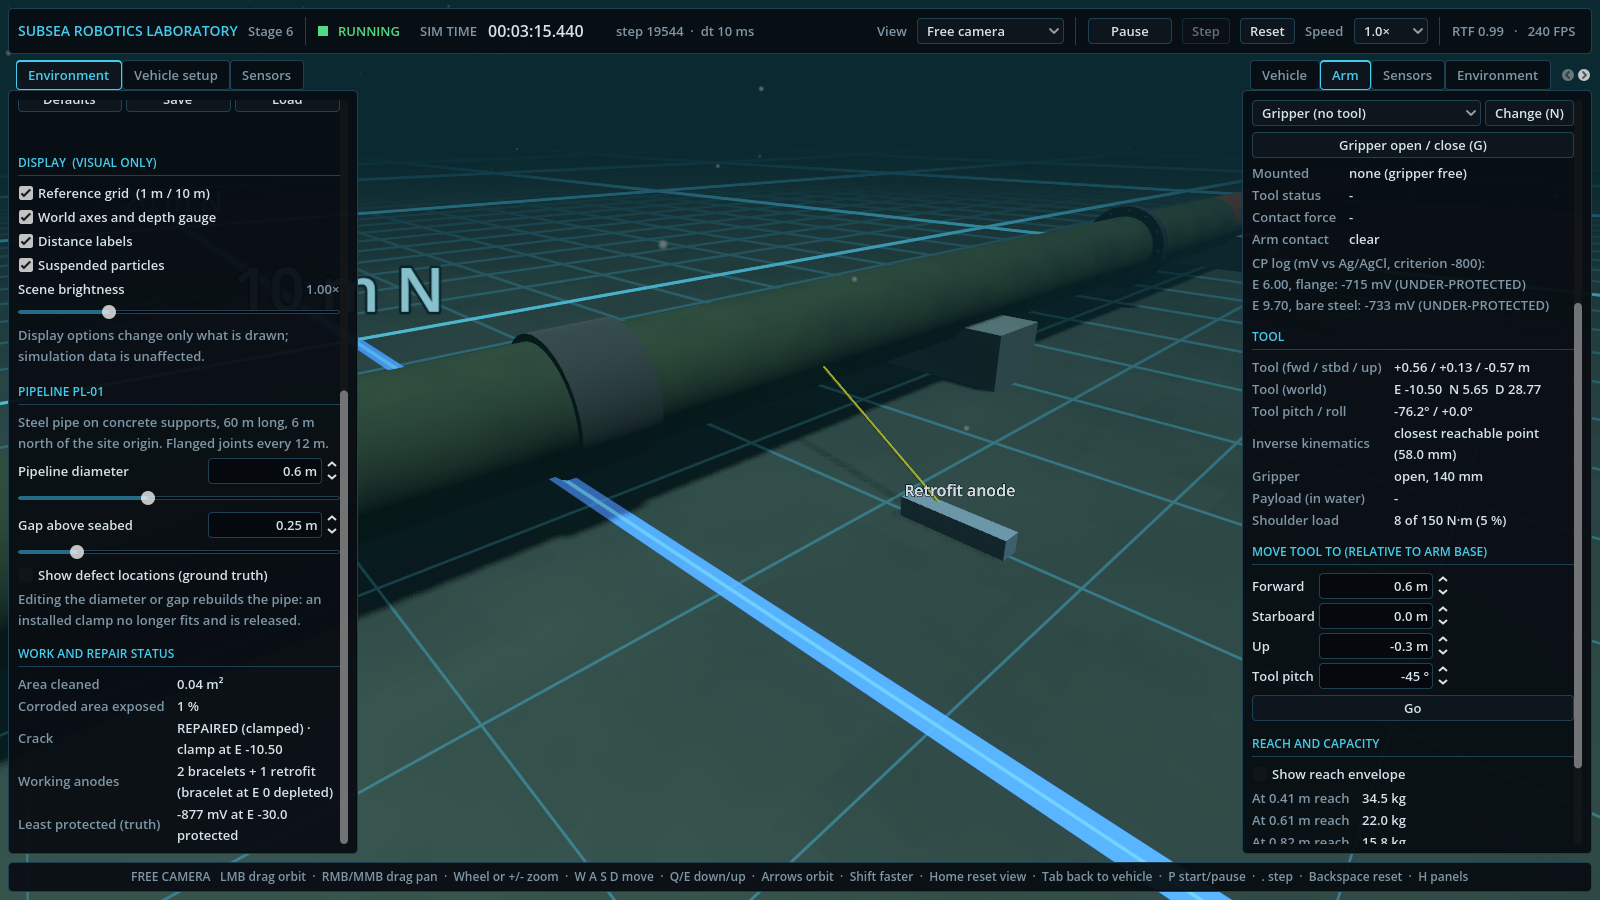 SUBSEA ROBOTICS LABORATORY Stage 6 RUNNING SIM TIME 00:03:15.440 step 19544 · dt 10 ms View Free camera Pause Step Reset Speed 1.0× RTF 0.99 · 240 FPS
Environment Vehicle setup Sensors
Defaults Save Load
DISPLAY (VISUAL ONLY)
Reference grid (1 m / 10 m)
World axes and depth gauge
Distance labels
Suspended particles
Scene brightness 1.00×
Display options change only what is drawn;
simulation data is unaffected.
PIPELINE PL-01
Steel pipe on concrete supports, 60 m long, 6 m
north of the site origin. Flanged joints every 12 m.
Pipeline diameter 0.6 m
Gap above seabed 0.25 m
Show defect locations (ground truth)
Editing the diameter or gap rebuilds the pipe: an
installed clamp no longer fits and is released.
WORK AND REPAIR STATUS
Area cleaned 0.04 m²
Corroded area exposed 1 %
Crack REPAIRED (clamped) ·
clamp at E -10.50
Working anodes 2 bracelets + 1 retrofit
(bracelet at E 0 depleted)
Least protected (truth) -877 mV at E -30.0
protected
10 m N
Retrofit anode
Vehicle Arm Sensors Environment
Gripper (no tool) Change (N)
Gripper open / close (G)
Mounted none (gripper free)
Tool status -
Contact force -
Arm contact clear
CP log (mV vs Ag/AgCl, criterion -800):
E 6.00, flange: -715 mV (UNDER-PROTECTED)
E 9.70, bare steel: -733 mV (UNDER-PROTECTED)
TOOL
Tool (fwd / stbd / up) +0.56 / +0.13 / -0.57 m
Tool (world) E -10.50 N 5.65 D 28.77
Tool pitch / roll -76.2° / +0.0°
Inverse kinematics closest reachable point
(58.0 mm)
Gripper open, 140 mm
Payload (in water) -
Shoulder load 8 of 150 N·m (5 %)
MOVE TOOL TO (RELATIVE TO ARM BASE)
Forward 0.6 m
Starboard 0.0 m
Up -0.3 m
Tool pitch -45 °
Go
REACH AND CAPACITY
Show reach envelope
At 0.41 m reach 34.5 kg
At 0.61 m reach 22.0 kg
At 0.82 m reach 15.8 kg
FREE CAMERA LMB drag orbit · RMB/MMB drag pan · Wheel or +/- zoom · W A S D move · Q/E down/up · Arrows orbit · Shift faster · Home reset view · Tab back to vehicle · P start/pause · . step · Backspace reset · H panels